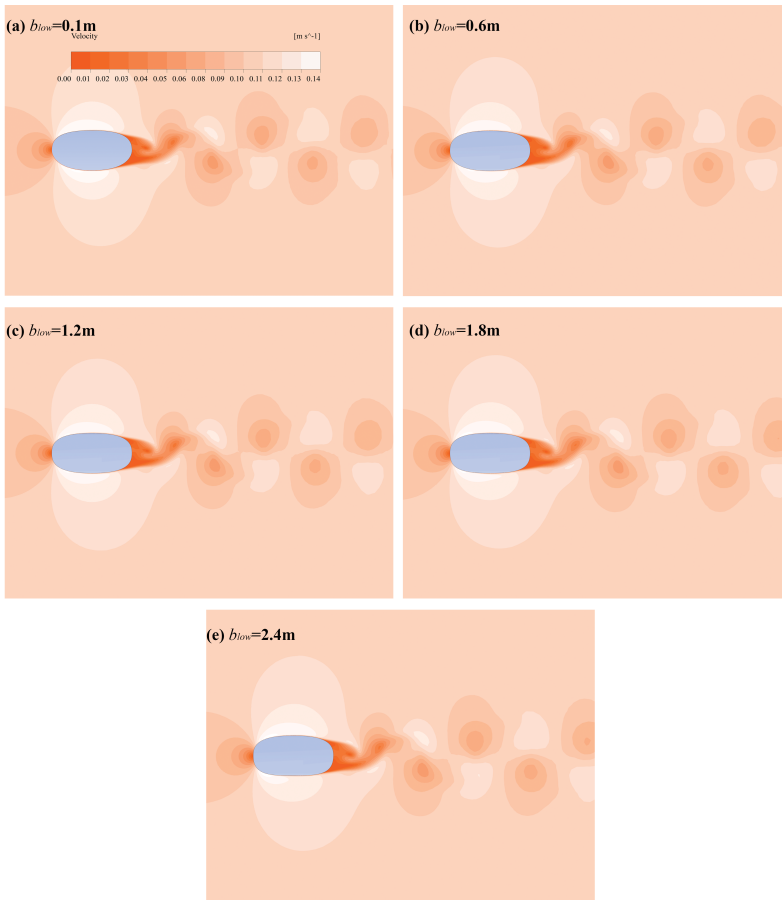 (a) blow=0.1m
Velocity [m s^-1]
0.00 0.01 0.02 0.03 0.04 0.05 0.06 0.08 0.09 0.10 0.11 0.12 0.13 0.14
(b) blow=0.6m
(c) blow=1.2m
(d) blow=1.8m
(e) blow=2.4m